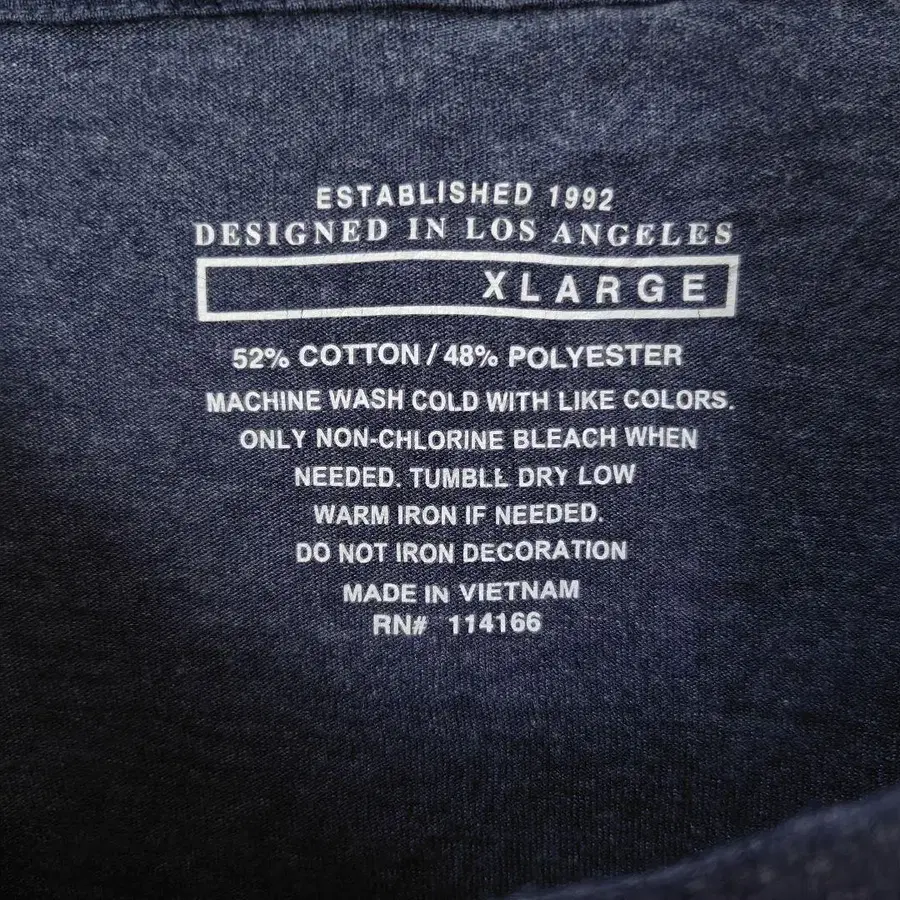 ESTABLISHED 1992
DESIGNED IN LOS ANGELES
XLARGE
52% COTTON / 48% POLYESTER
MACHINE WASH COLD WITH LIKE COLORS.
ONLY NON-CHLORINE BLEACH WHEN
NEEDED. TUMBLE DRY LOW
WARM IRON IF NEEDED.
DO NOT IRON DECORATION
MADE IN VIETNAM
RN# 114166